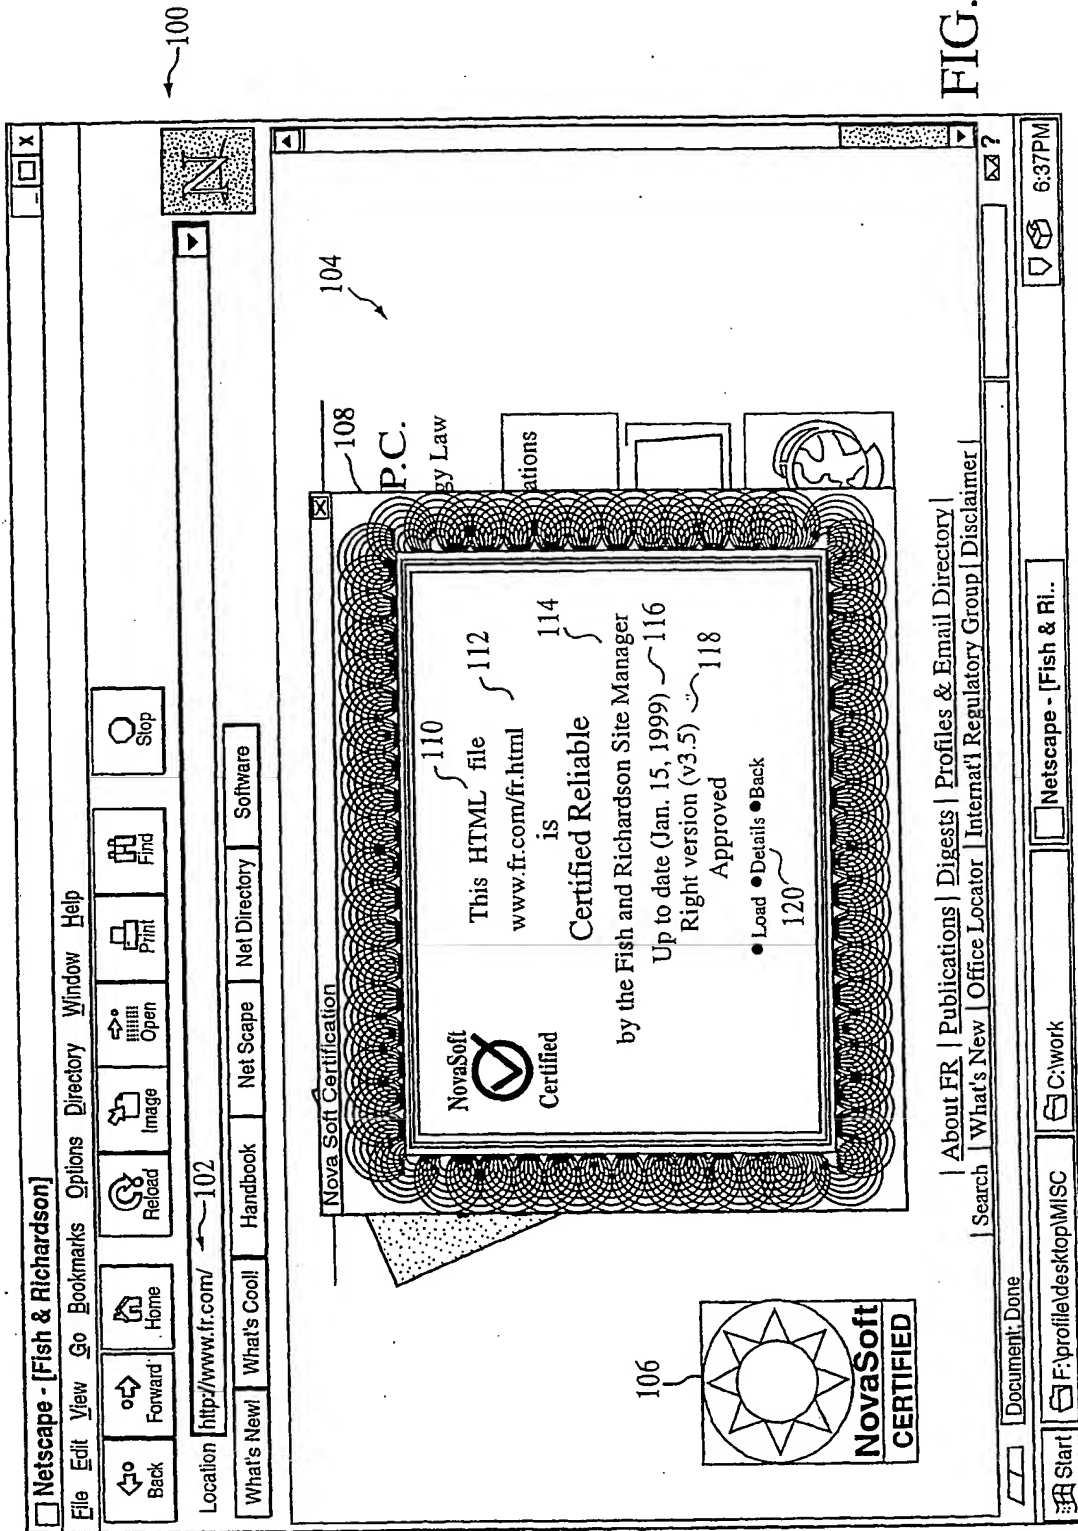 100
Netscape - [Fish & Richardson]
_ X
File Edit View Go Bookmarks Options Directory Window Help
Back Forward Home Reload Image Open Print Find Stop
N
Location http://www.fr.com/ 102
What's New! What's Cool! Handbook Net Scape Net Directory Software
104
108
Nova Soft Certification X
P.C.
gy Law
ations
110
NovaSoft
Certified
This HTML file
112
www.fr.com/fr.html
is
Certified Reliable
114
by the Fish and Richardson Site Manager
Up to date (Jan. 15, 1999) 116
Right version (v3.5) 118
Approved
• Load • Details • Back
120
106
NovaSoft
CERTIFIED
| About FR | Publications | Digests | Profiles & Email Directory |
| Search | What's New | Office Locator | Internat'l Regulatory Group | Disclaimer |
Document: Done
?
Start F:\profile\desktop\MISC C:\work Netscape - [Fish & Ri.. 6:37PM
FIG.